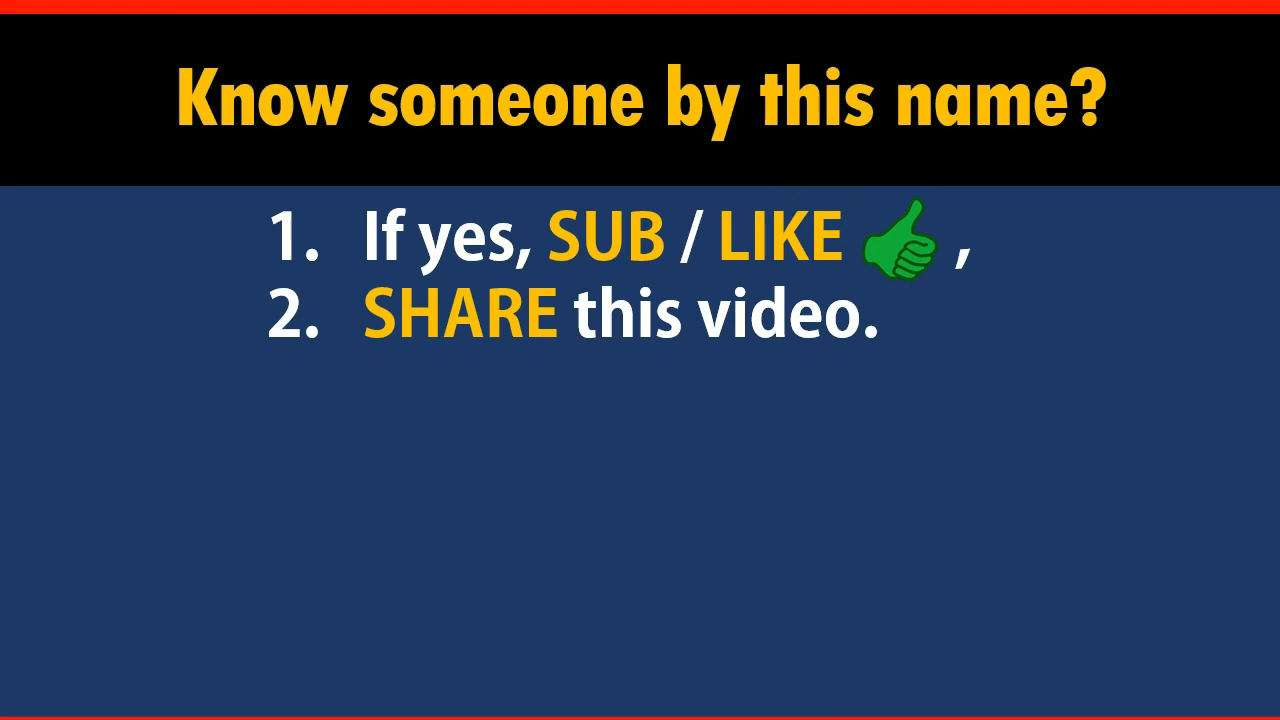 Know someone by this name?
1. If yes, SUB / LIKE ,
2. SHARE this video.